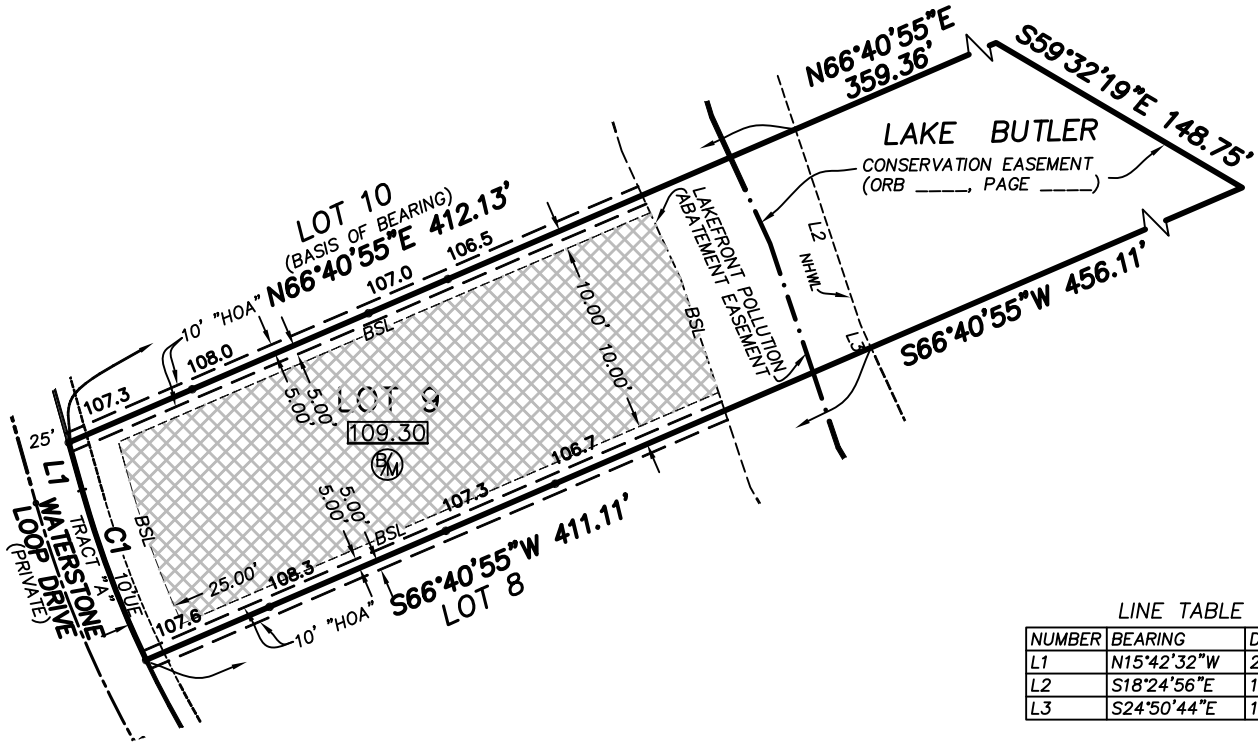 N66°40'55"E
359.36'
S59°32'19"E 148.75'
LAKE BUTLER
CONSERVATION EASEMENT
(ORB ____, PAGE ____)
LOT 10
(BASIS OF BEARING)
N66°40'55"E 412.13'
106.5
107.0
10' "HOA"
108.0
107.3
BSL
LAKEFRONT POLLUTION
ABATEMENT EASEMENT
L2
NHWL
L3
S66°40'55"W 456.11'
10.00'
10.00'
BSL
5.00'
5.00'
LOT 9
109.30
B/M
25'
L1
WATERSTONE
LOOP DRIVE
(PRIVATE)
TRACT "A"
C1
10'UE
BSL
25.00'
5.00'
5.00'
BSL
106.7
107.3
108.3
107.6
10' "HOA"
S66°40'55"W 411.11'
LOT 8
LINE TABLE
NUMBER BEARING D
L1 N15°42'32"W 2
L2 S18°24'56"E 1
L3 S24°50'44"E 1